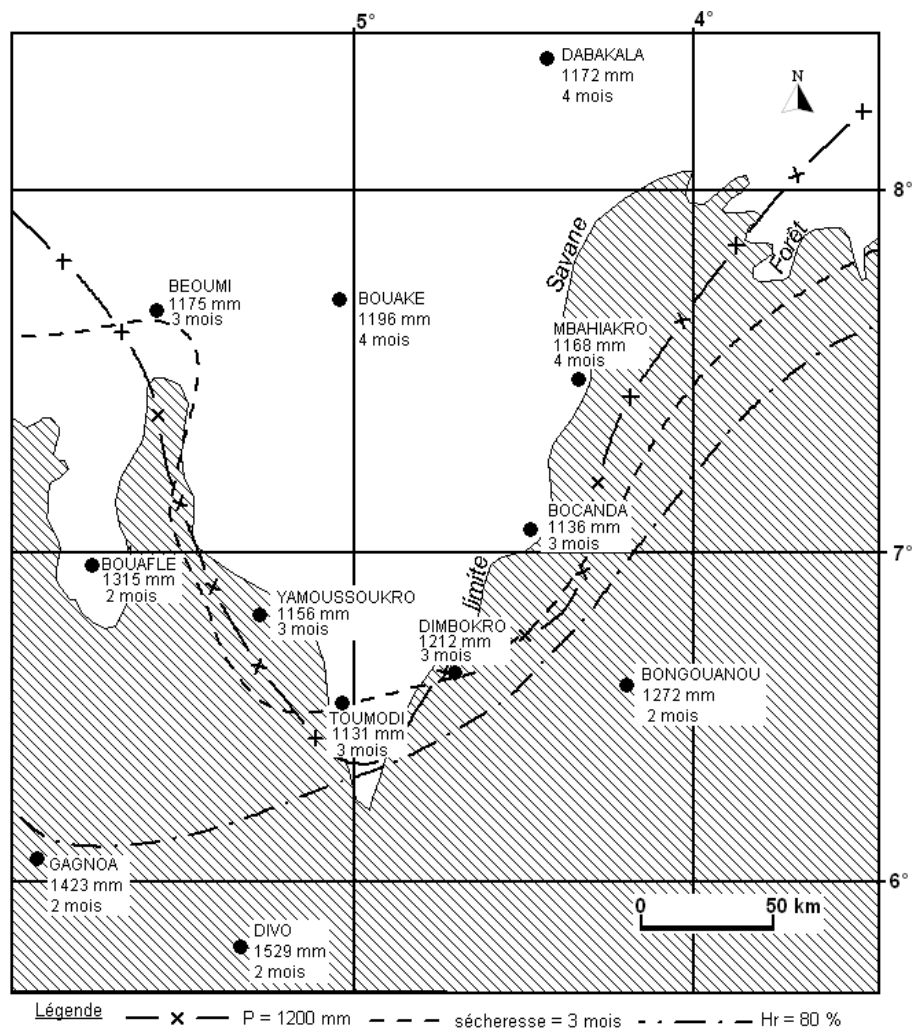 5°
4°
DABAKALA
1172 mm
4 mois
N
8°
Savane
Forêt
BEOUMI
1175 mm
3 mois
BOUAKE
1196 mm
4 mois
MBAHIAKRO
1168 mm
4 mois
BOCANDA
1136 mm
3 mois
7°
BOUAFLE
1315 mm
2 mois
limite
YAMOUSSOUKRO
1156 mm
3 mois
DIMBOKRO
1212 mm
3 mois
BONGOUANOU
1272 mm
2 mois
TOUMODI
1131 mm
3 mois
GAGNOA
1423 mm
2 mois
6°
0 50 km
DIVO
1529 mm
2 mois
Légende P = 1200 mm sécheresse = 3 mois Hr = 80 %